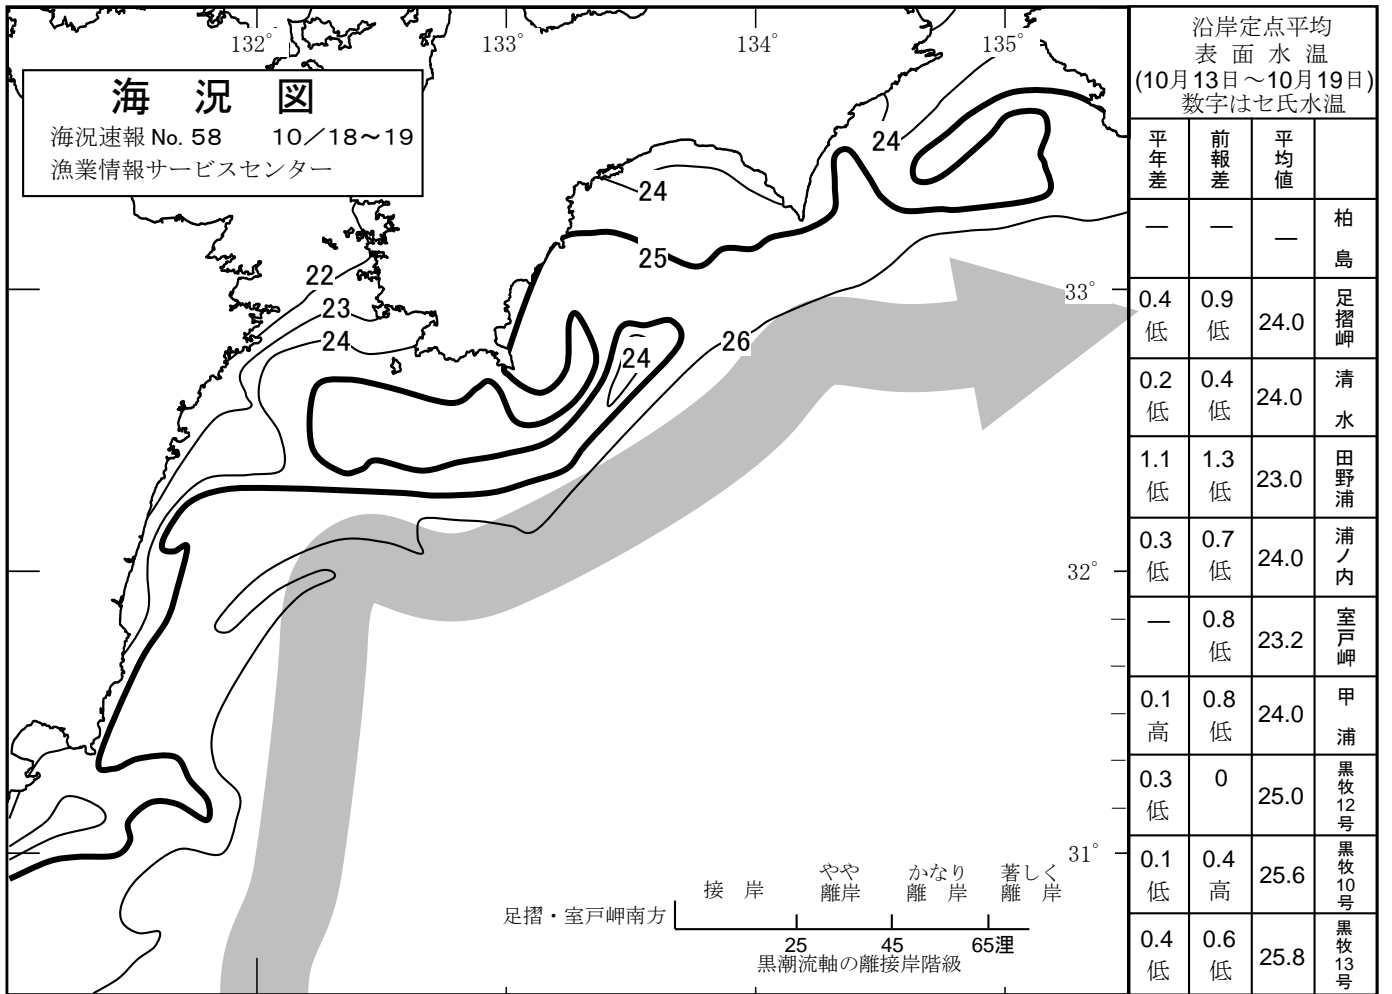 132°
133°
134°
135°
海　況　図
海況速報 No. 58　10／18～19
漁業情報サービスセンター
24
24
25
22
23
24
24
26
33°
32°
31°
接　岸
やや
離岸
かなり
離　岸
著しく
離　岸
足摺・室戸岬南方
25　45　65浬
黒潮流軸の離接岸階級
沿岸定点平均
表 面 水 温
(10月13日～10月19日)
数字はセ氏水温
平年差　前報差　平均値
—　—　—　柏島
0.4低　0.9低　24.0　足摺岬
0.2低　0.4低　24.0　清水
1.1低　1.3低　23.0　田野浦
0.3低　0.7低　24.0　浦ノ内
—　0.8低　23.2　室戸岬
0.1高　0.8低　24.0　甲浦
0.3低　0　25.0　黒牧12号
0.1低　0.4高　25.6　黒牧10号
0.4低　0.6低　25.8　黒牧13号